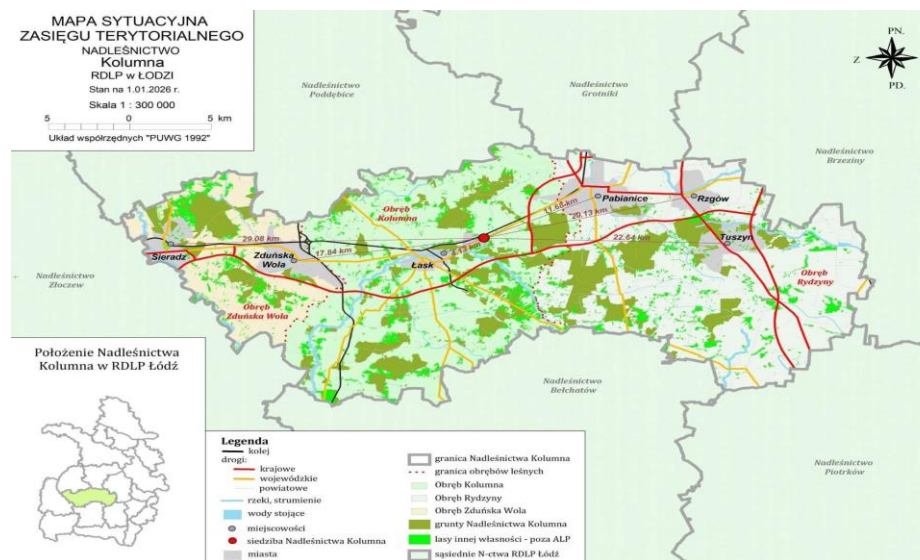 MAPA SYTUACYJNA
ZASIĘGU TERYTORIALNEGO
NADLEŚNICTWO
Kolumna
RDLP w ŁODZI
Stan na 1.01.2026 r.
Skala 1 : 300 000
5 0 5 km
Układ współrzędnych "PUWG 1992"
PN.
Z
PD.
Nadleśnictwo
Poddębice
Nadleśnictwo
Grotniki
Nadleśnictwo
Brzeziny
Obręb
Kolumna
11.68 km
Pabianice
20.13 km
Rzgów
29.08 km
22.64 km
Tuszyn
Sieradz
Zduńska
Wola
17.84 km
4.13 km
Łask
Obręb
Rydzyny
Nadleśnictwo
Złoczew
Obręb
Zduńska Wola
Położenie Nadleśnictwa
Kolumna w RDLP Łódź
Nadleśnictwo
Bełchatów
Nadleśnictwo
Piotrków
Legenda
kolej
drogi:
krajowe
wojewódzkie
powiatowe
rzeki, strumienie
wody stojące
miejscowości
siedziba Nadleśnictwa Kolumna
miasta
granica Nadleśnictwa Kolumna
granica obrębów leśnych
Obręb Kolumna
Obręb Rydzyny
Obręb Zduńska Wola
grunty Nadleśnictwa Kolumna
lasy innej własności - poza ALP
sąsiednie N-ctwa RDLP Łódź